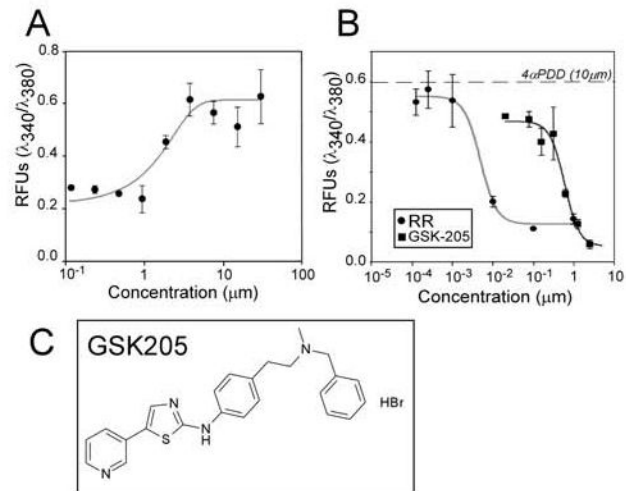 A
RFUs (λ340/λ380)
0.8
0.6
0.4
0.2
0.0
10-1
1
10
100
Concentration (µm)
B
RFUs (λ340/λ380)
0.8
0.6
0.4
0.2
0.0
4αPDD (10µm)
RR
GSK-205
10-5
10-4
10-3
10-2
10-1
1
10
Concentration (µm)
C
GSK205
N
N
S
N
H
N
HBr